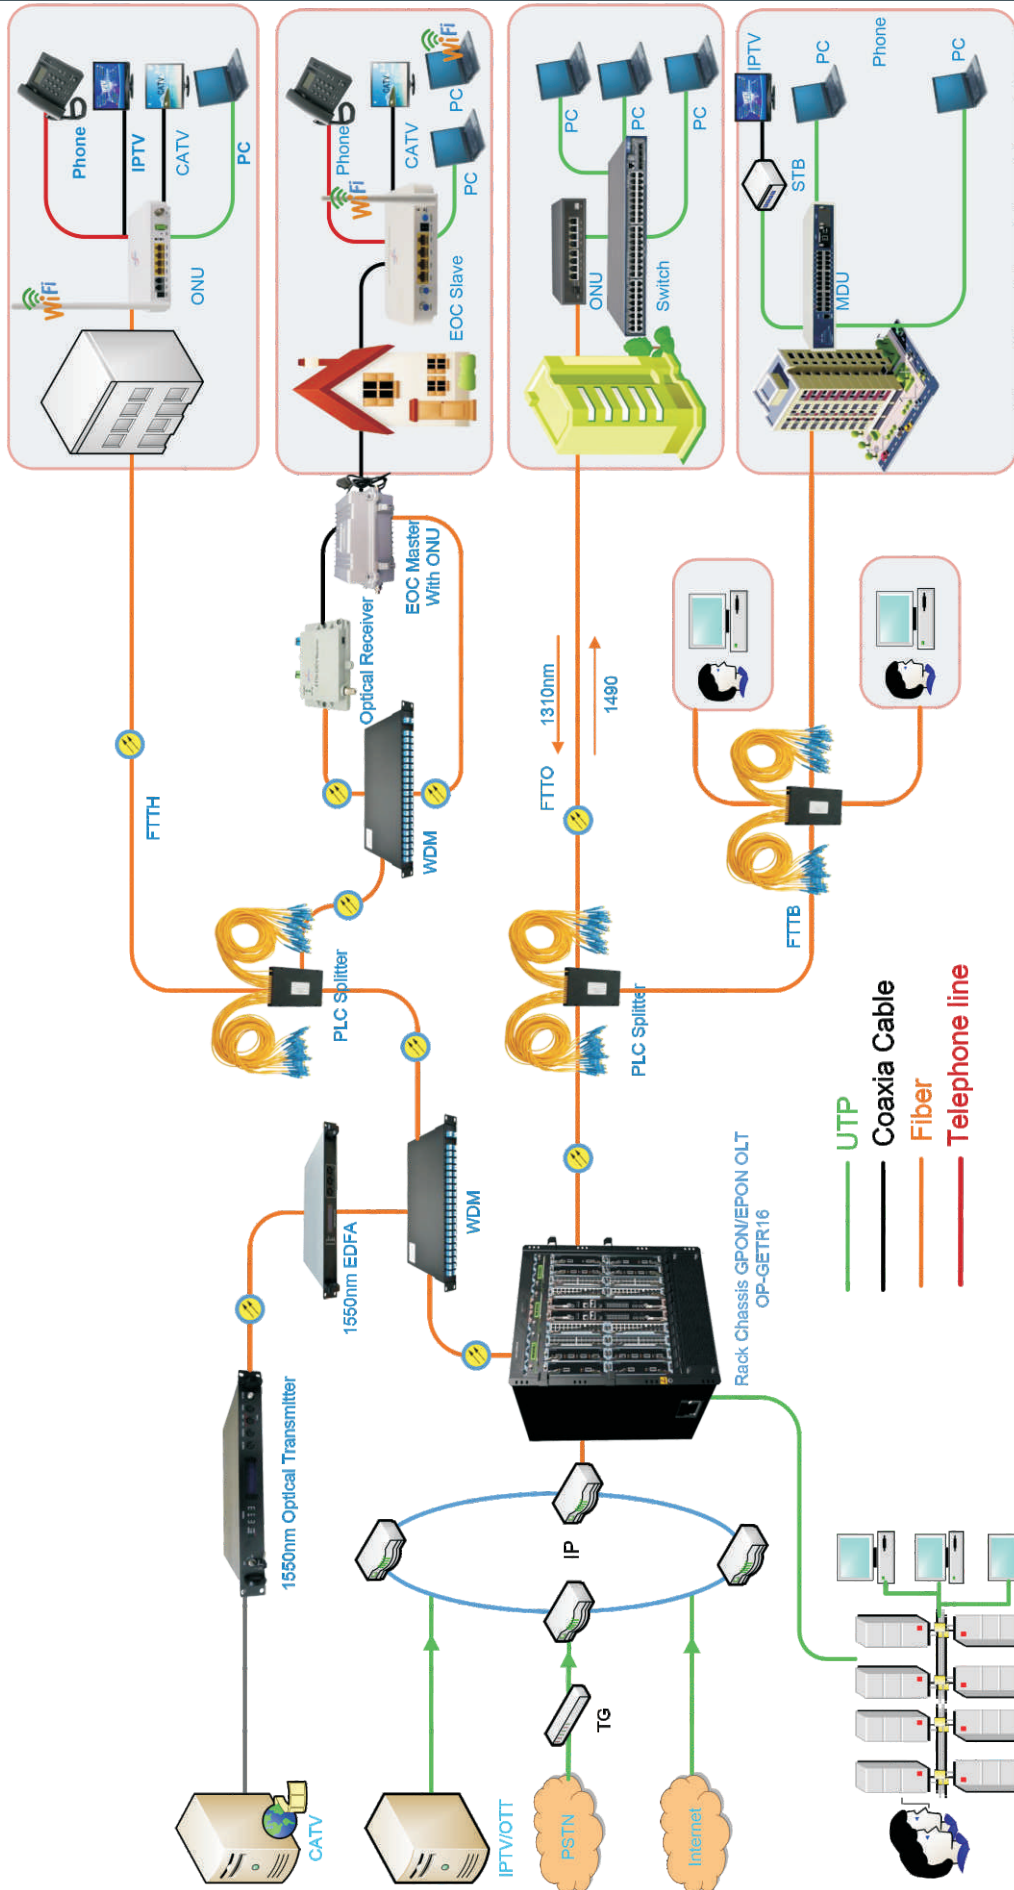 Phone
IPTV
CATV
PC
WiFi
ONU
FTTH
Phone
CATV
CATV
WiFi
PC
PC
WiFi
EOC Slave
EOC Master
With ONU
Optical Receiver
WDM
PLC Splitter
1550nm EDFA
WDM
1550nm Optical Transmitter
CATV
PC
PC
PC
ONU
Switch
1310nm
1490
FTTO
PLC Splitter
Rack Chassis GPON/EPON OLT
OP-GETR16
IP
TG
IPTV/OTT
PSTN
Internet
IPTV
PC
Phone
PC
STB
MDU
FTTB
UTP
Coaxia Cable
Fiber
Telephone line